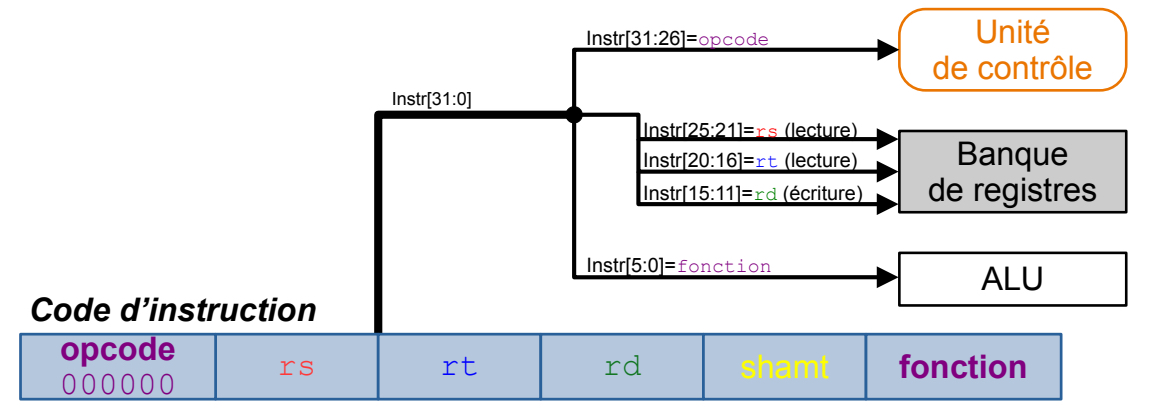 Instr[31:26]=opcode
Unité
de contrôle
Instr[31:0]
Instr[25:21]=rs (lecture)
Instr[20:16]=rt (lecture)
Instr[15:11]=rd (écriture)
Banque
de registres
Instr[5:0]=fonction
ALU
Code d’instruction
opcode
000000
rs
rt
rd
shamt
fonction